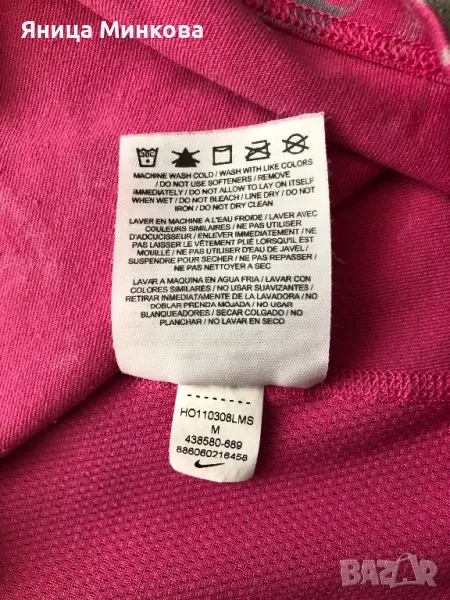 Яница Минкова
MACHINE WASH COLD / WASH WITH LIKE COLORS
/ DO NOT USE SOFTENERS / REMOVE
IMMEDIATELY / DO NOT ALLOW TO LAY ON ITSELF
WHEN WET / DO NOT BLEACH / LINE DRY / DO NOT
IRON / DO NOT DRY CLEAN
LAVER EN MACHINE A L'EAU FROIDE / LAVER AVEC
COULEURS SIMILAIRES / NE PAS UTILISER
D'ADCUCISSEUR / ENLEVER IMMEDIATEMENT / NE
PAS LAISSER LE VÊTEMENT PLIÉ LORSQU'IL EST
MOUILLÉ / NE PAS UTILISER D'EAU DE JAVEL /
SUSPENDRE POUR SECHER / NE PAS REPASSER /
NE PAS NETTOYER A SEC
LAVAR A MAQUINA EN AGUA FRIA / LAVAR CON
COLORES SIMILARES / NO USAR SUAVIZANTES /
RETIRAR INMEDIATAMENTE DE LA LAVADORA / NO
DOBLAR PRENDA MOJADA / NO USAR
BLANQUEADORES / SECAR COLGADO / NO
PLANCHAR / NO LAVAR EN SECO
HO110308LMS
M
438580-689
886060216458
BAZAR